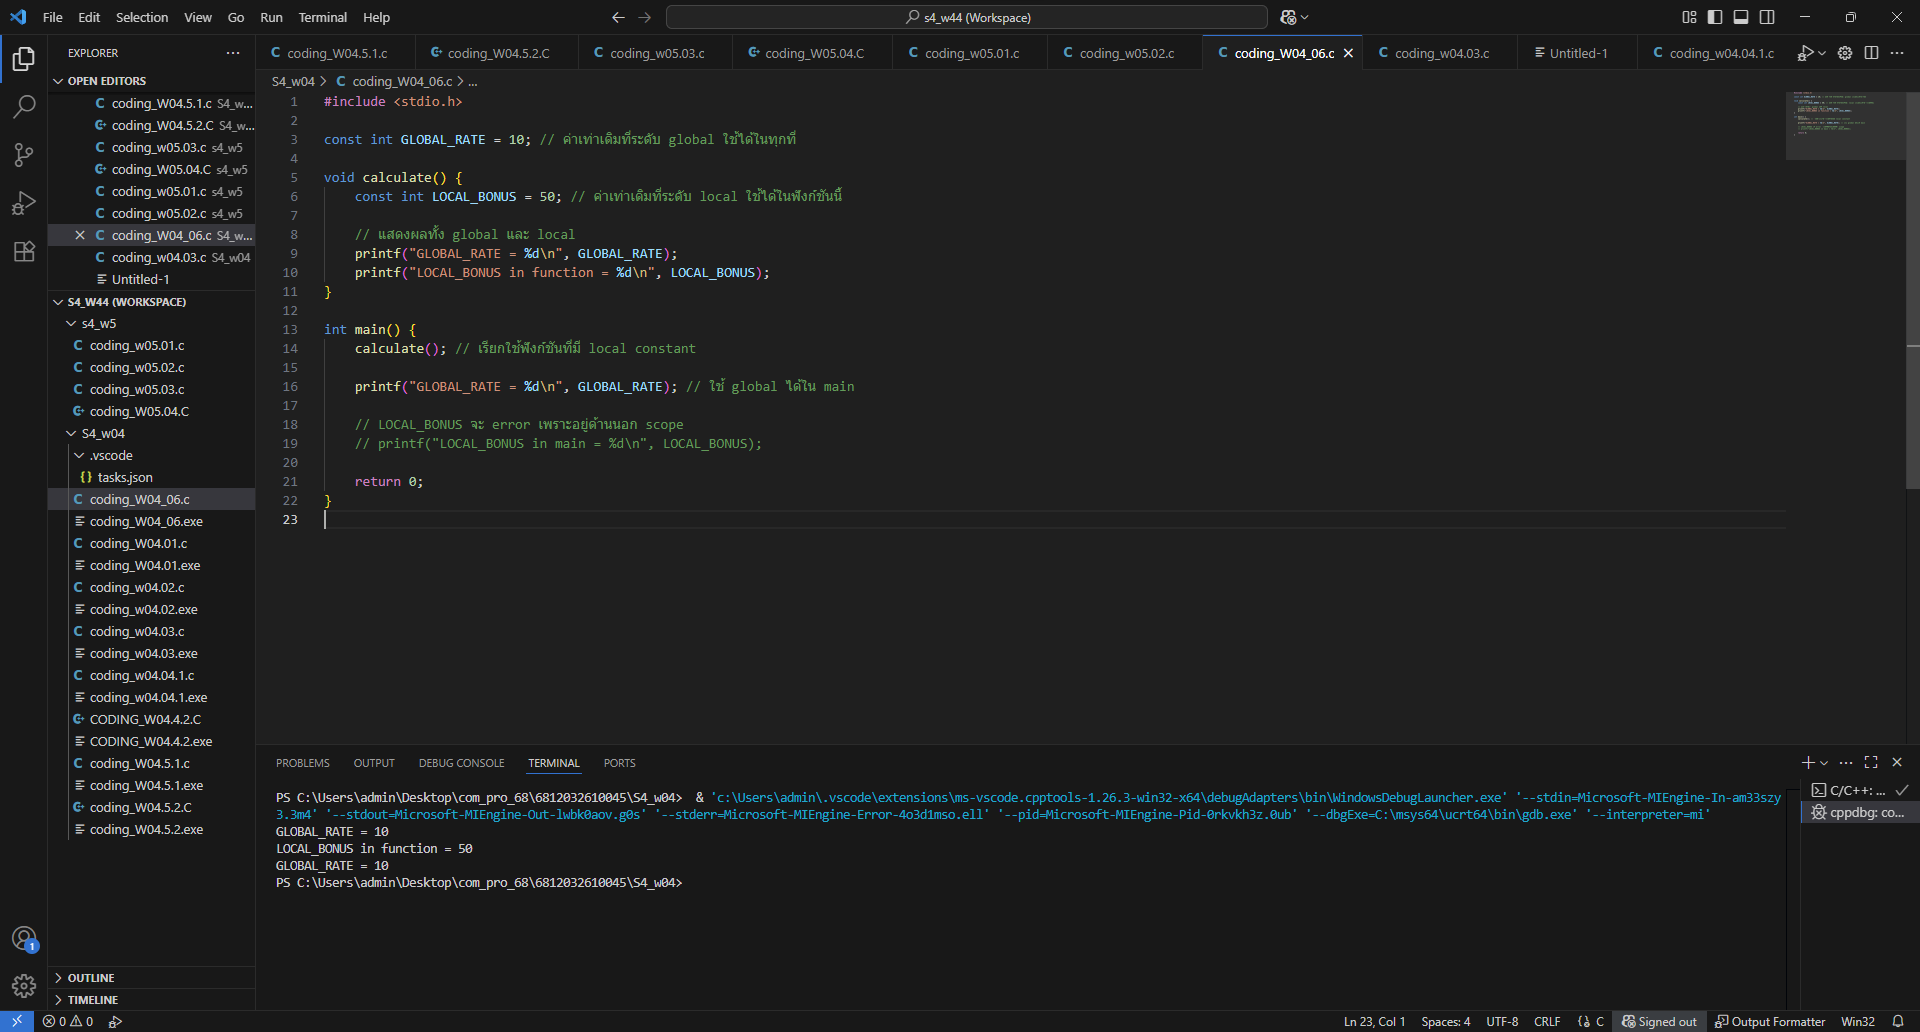 File Edit Selection View Go Run Terminal Help
s4_w44 (Workspace)
EXPLORER
coding_W04.5.1.c
coding_W04.5.2.C
coding_w05.03.c
coding_W05.04.C
coding_w05.01.c
coding_w05.02.c
coding_W04_06.c
coding_w04.03.c
Untitled-1
coding_w04.04.1.c
OPEN EDITORS
coding_W04.5.1.c S4_w...
coding_W04.5.2.C S4_w...
coding_w05.03.c s4_w5
coding_W05.04.C s4_w5
coding_w05.01.c s4_w5
coding_w05.02.c s4_w5
coding_W04_06.c S4_w...
coding_w04.03.c S4_w04
Untitled-1
S4_W44 (WORKSPACE)
s4_w5
coding_w05.01.c
coding_w05.02.c
coding_w05.03.c
coding_W05.04.C
S4_w04
.vscode
tasks.json
coding_W04_06.c
coding_W04_06.exe
coding_W04.01.c
coding_W04.01.exe
coding_w04.02.c
coding_w04.02.exe
coding_w04.03.c
coding_w04.03.exe
coding_w04.04.1.c
coding_w04.04.1.exe
CODING_W04.4.2.C
CODING_W04.4.2.exe
coding_W04.5.1.c
coding_W04.5.1.exe
coding_W04.5.2.C
coding_W04.5.2.exe
OUTLINE
TIMELINE
S4_w04 > C coding_W04_06.c > ...
1 #include <stdio.h>
2
3 const int GLOBAL_RATE = 10; // ค่าเท่าเดิมที่ระดับ global ใช้ได้ในทุกที่
4
5 void calculate() {
6 const int LOCAL_BONUS = 50; // ค่าเท่าเดิมที่ระดับ local ใช้ได้ในฟังก์ชันนี้
7
8 // แสดงผลทั้ง global และ local
9 printf("GLOBAL_RATE = %d\n", GLOBAL_RATE);
10 printf("LOCAL_BONUS in function = %d\n", LOCAL_BONUS);
11 }
12
13 int main() {
14 calculate(); // เรียกใช้ฟังก์ชันที่มี local constant
15
16 printf("GLOBAL_RATE = %d\n", GLOBAL_RATE); // ใช้ global ได้ใน main
17
18 // LOCAL_BONUS จะ error เพราะอยู่ด้านนอก scope
19 // printf("LOCAL_BONUS in main = %d\n", LOCAL_BONUS);
20
21 return 0;
22 }
23
PROBLEMS OUTPUT DEBUG CONSOLE TERMINAL PORTS
PS C:\Users\admin\Desktop\com_pro_68\6812032610045\S4_w04> & 'c:\Users\admin\.vscode\extensions\ms-vscode.cpptools-1.26.3-win32-x64\debugAdapters\bin\WindowsDebugLauncher.exe' '--stdin=Microsoft-MIEngine-In-am33szy
3.3m4' '--stdout=Microsoft-MIEngine-Out-lwbk0aov.g0s' '--stderr=Microsoft-MIEngine-Error-4o3d1mso.ell' '--pid=Microsoft-MIEngine-Pid-0rkvkh3z.0ub' '--dbgExe=C:\msys64\ucrt64\bin\gdb.exe' '--interpreter=mi'
GLOBAL_RATE = 10
LOCAL_BONUS in function = 50
GLOBAL_RATE = 10
PS C:\Users\admin\Desktop\com_pro_68\6812032610045\S4_w04>
C/C++: ...
cppdbg: co...
1
0 0
Ln 23, Col 1 Spaces: 4 UTF-8 CRLF {} C Signed out Output Formatter Win32